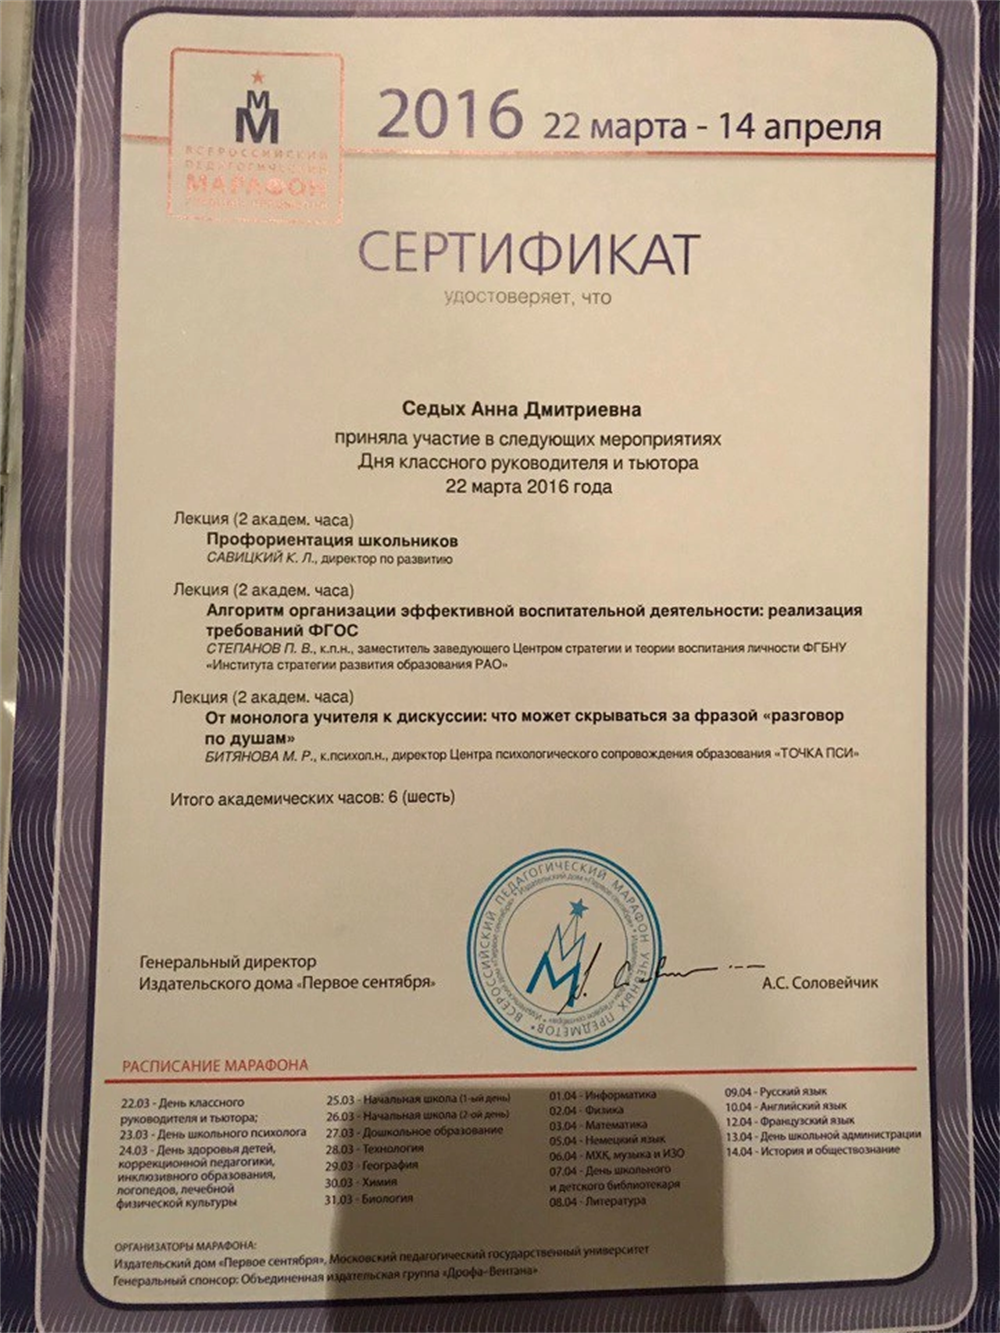 М
М
ВСЕРОССИЙСКИЙ
ПЕДАГОГИЧЕСКИЙ
МАРАФОН
2016 22 марта - 14 апреля
СЕРТИФИКАТ
удостоверяет, что
Седых Анна Дмитриевна
приняла участие в следующих мероприятиях
Дня классного руководителя и тьютора
22 марта 2016 года
Лекция (2 академ. часа)
Профориентация школьников
САВИЦКИЙ К. Л., директор по развитию
Лекция (2 академ. часа)
Алгоритм организации эффективной воспитательной деятельности: реализация
требований ФГОС
СТЕПАНОВ П. В., к.п.н., заместитель заведующего Центром стратегии и теории воспитания личности ФГБНУ
«Института стратегии развития образования РАО»
Лекция (2 академ. часа)
От монолога учителя к дискуссии: что может скрываться за фразой «разговор
по душам»
БИТЯНОВА М. Р., к.психол.н., директор Центра психологического сопровождения образования «ТОЧКА ПСИ»
Итого академических часов: 6 (шесть)
ВСЕРОССИЙСКИЙ ПЕДАГОГИЧЕСКИЙ МАРАФОН УЧЕБНЫХ ПРЕДМЕТОВ*
Издательский дом «Первое сентября»
Генеральный директор
Издательского дома «Первое сентября»
А.С. Соловейчик
РАСПИСАНИЕ МАРАФОНА
22.03 - День классного
руководителя и тьютора;
23.03 - День школьного психолога
24.03 - День здоровья детей,
коррекционной педагогики,
инклюзивного образования,
логопедов, лечебной
физической культуры
25.03 - Начальная школа (1-ый день)
26.03 - Начальная школа (2-ой день)
27.03 - Дошкольное образование
28.03 - Технология
29.03 - География
30.03 - Химия
31.03 - Биология
01.04 - Информатика
02.04 - Физика
03.04 - Математика
05.04 - Немецкий язык
06.04 - МХК, музыка и ИЗО
07.04 - День школьного
и детского библиотекаря
08.04 - Литература
09.04 - Русский язык
10.04 - Английский язык
12.04 - Французский язык
13.04 - День школьной администрации
14.04 - История и обществознание
ОРГАНИЗАТОРЫ МАРАФОНА:
Издательский дом «Первое сентября», Московский педагогический государственный университет
Генеральный спонсор: Объединенная издательская группа «Дрофа–Вентана»